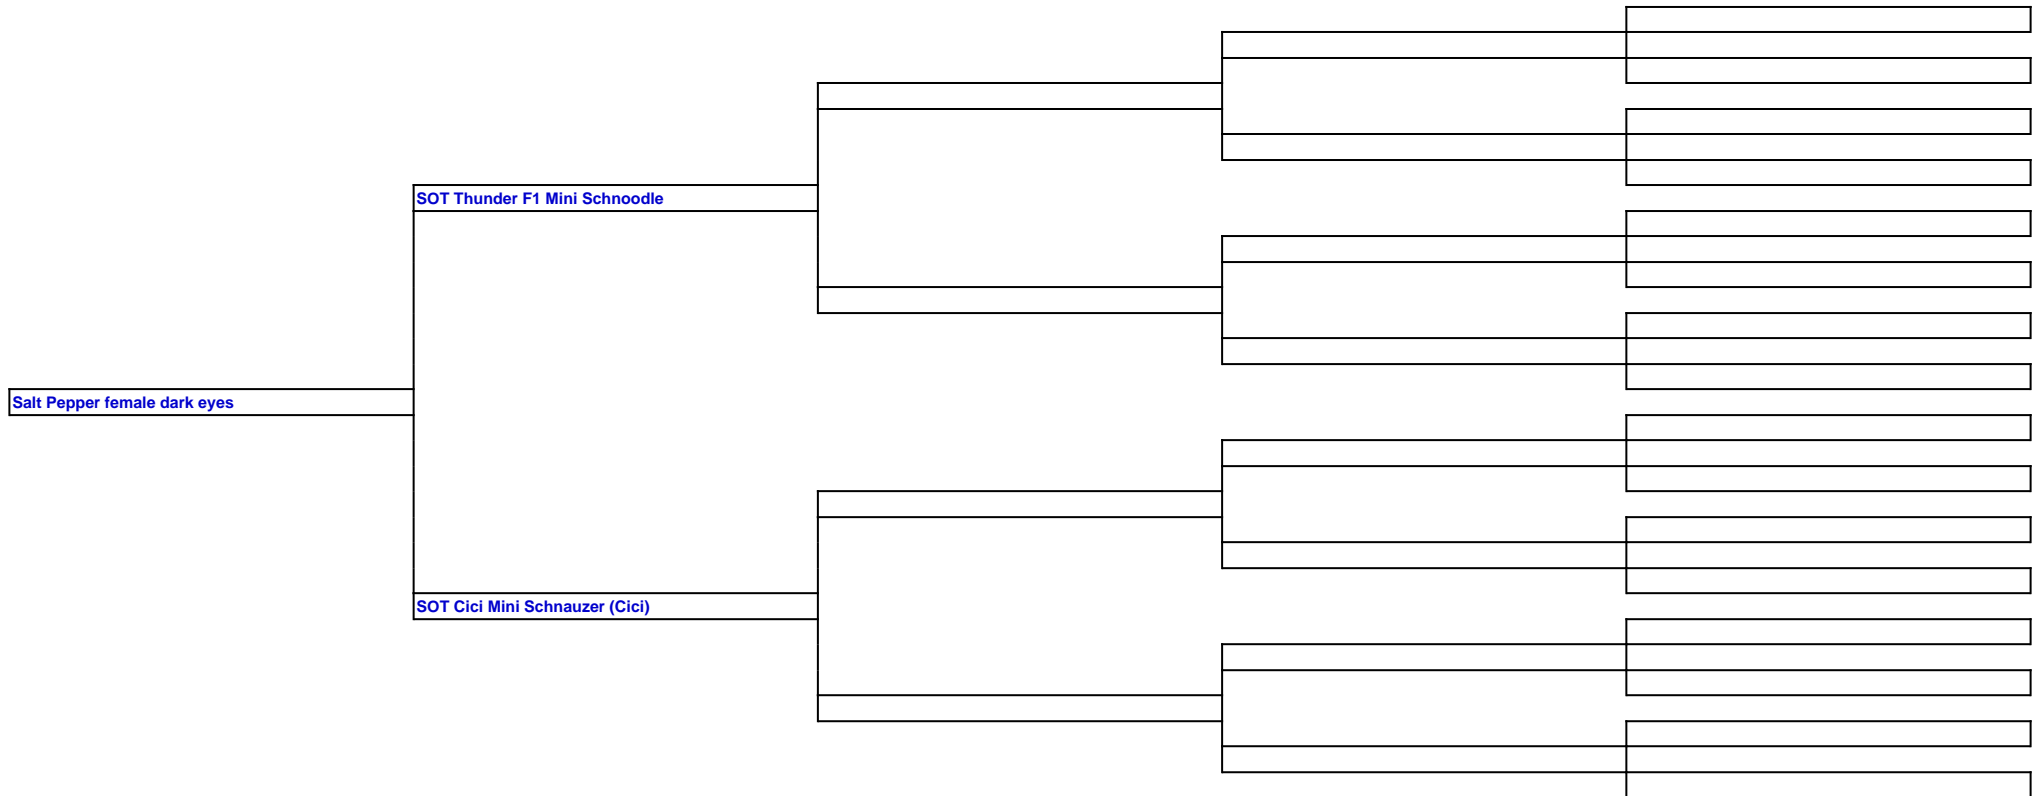 SOT Thunder F1 Mini Schnoodle
Salt Pepper female dark eyes
SOT Cici Mini Schnauzer (Cici)